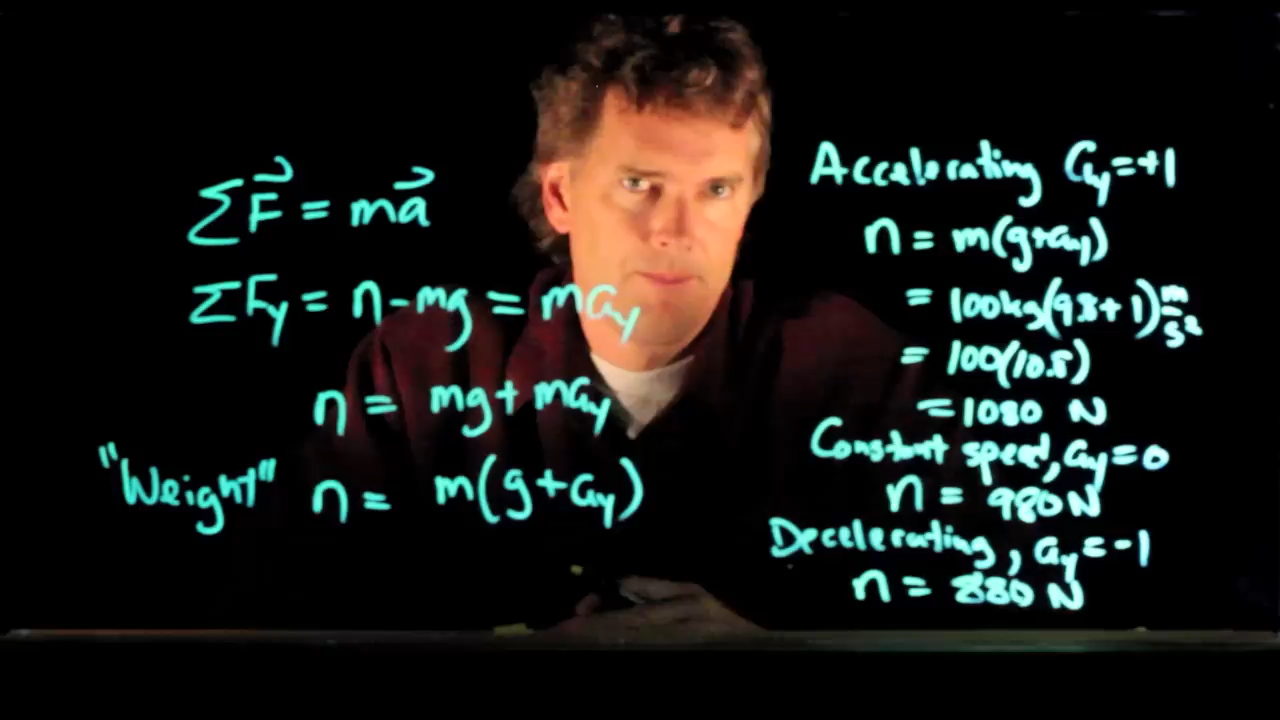 ΣF⃗ = ma⃗
ΣFy = n-mg = may
n = mg + may
"Weight" n = m(g+ay)
Accelerating ay=+1
n = m(g+ay)
= 100kg(9.8+1) m/s²
= 100(10.8)
= 1080 N
Constant speed, ay=0
n = 980 N
Decelerating, ay=-1
n = 880 N